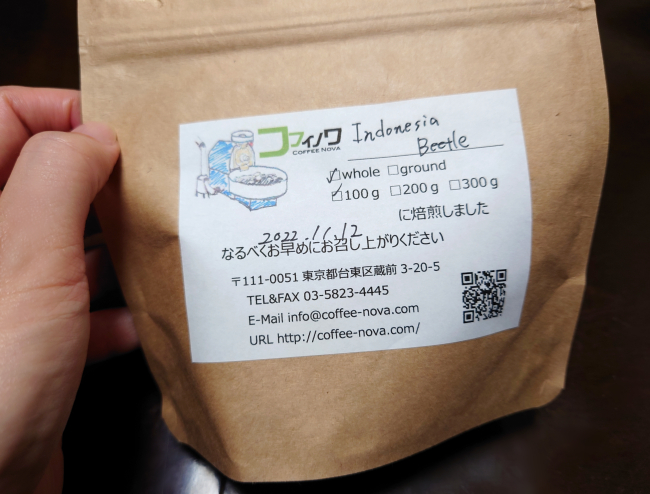 コフィノワ
COFFEE NOVA
Indonesia
Beetle
☑whole □ground
☑100g □200g □300g
2022.11.12 に焙煎しました
なるべくお早めにお召し上がりください
〒111-0051 東京都台東区蔵前 3-20-5
TEL&FAX 03-5823-4445
E-Mail info@coffee-nova.com
URL http://coffee-nova.com/